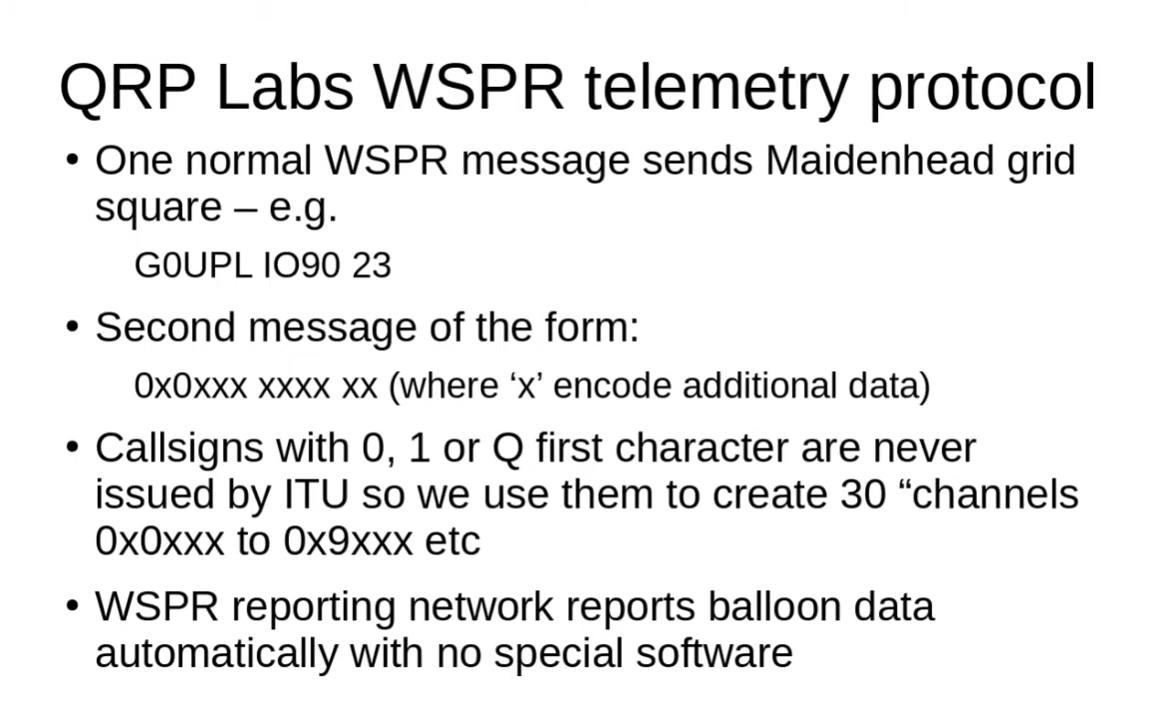 QRP Labs WSPR telemetry protocol
• One normal WSPR message sends Maidenhead grid
square – e.g.
G0UPL IO90 23
• Second message of the form:
0x0xxx xxxx xx (where ‘x’ encode additional data)
• Callsigns with 0, 1 or Q first character are never
issued by ITU so we use them to create 30 “channels
0x0xxx to 0x9xxx etc
• WSPR reporting network reports balloon data
automatically with no special software